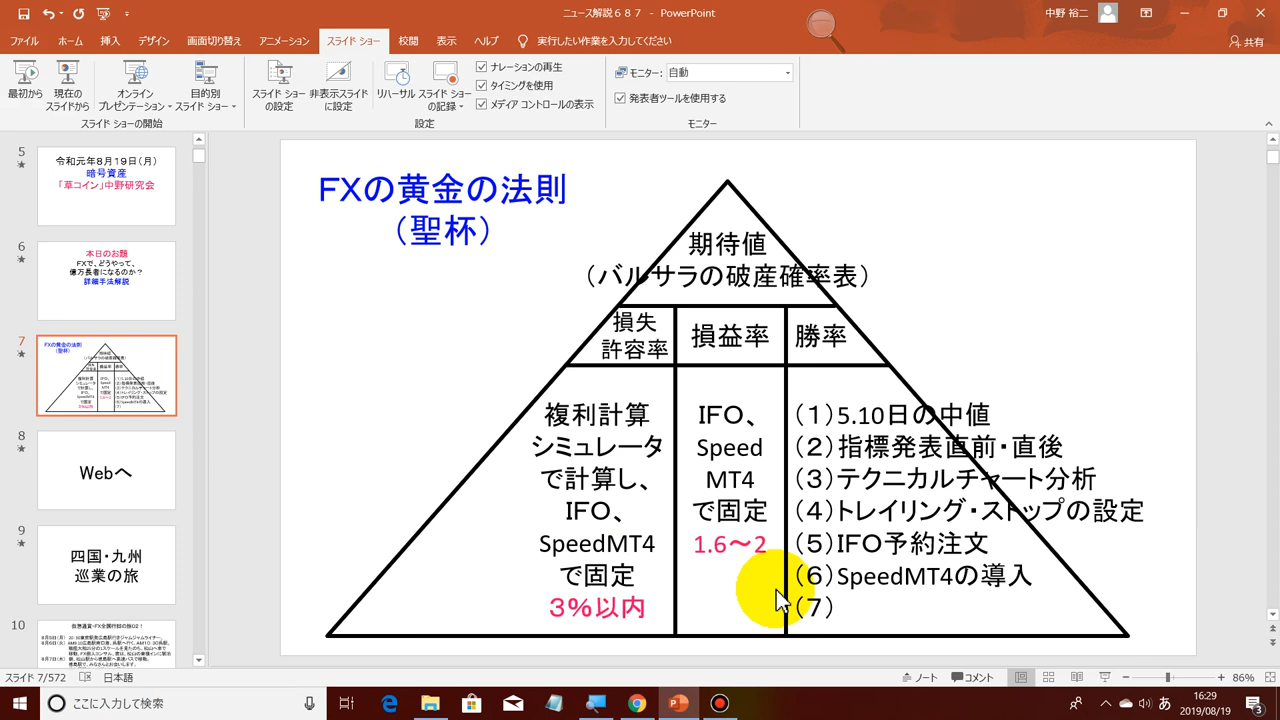 ニュース解説６８７ - PowerPoint
中野 裕二
ファイル
ホーム
挿入
デザイン
画面切り替え
アニメーション
スライド ショー
校閲
表示
ヘルプ
実行したい作業を入力してください
共有
最初から
現在の
スライドから
オンライン
プレゼンテーション
目的別
スライド ショー
スライド ショーの開始
スライド ショー
の設定
非表示スライド
に設定
リハーサル
スライド ショー
の記録
ナレーションの再生
タイミングを使用
メディア コントロールの表示
設定
モニター:
自動
発表者ツールを使用する
モニター
5
令和元年８月１９日（月）
暗号資産
「草コイン」中野研究会
6
本日のお題
FXで、どうやって、
億万長者になるのか？
詳細手法解説
7
8
Webへ
9
四国・九州
巡業の旅
10
FXの黄金の法則
（聖杯）
期待値
（バルサラの破産確率表）
損失
許容率
損益率
勝率
複利計算
シミュレータ
で計算し、
IFO、
SpeedMT4
で固定
３％以内
IFO、
Speed
MT4
で固定
1.6～2
（１）5.10日の中値
（２）指標発表直前・直後
（３）テクニカルチャート分析
（４）トレイリング・ストップの設定
（５）IFO予約注文
（６）SpeedMT4の導入
（７）
スライド 7/572
日本語
ノート
コメント
86%
ここに入力して検索
16:29
2019/08/19
3